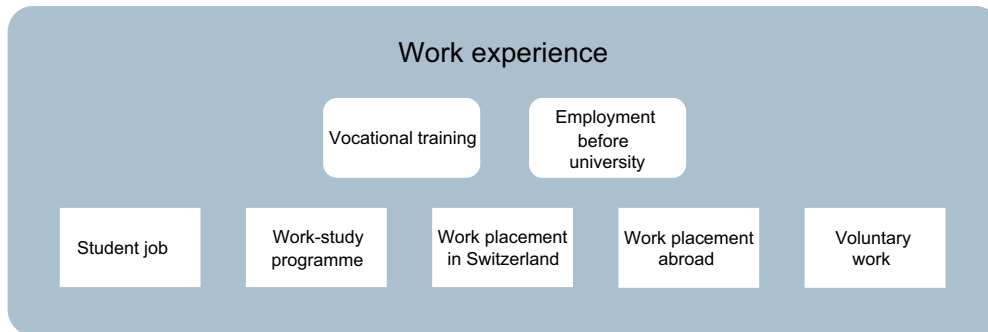 Work experience
Vocational training
Employment
before
university
Student job
Work-study
programme
Work placement
in Switzerland
Work placement
abroad
Voluntary
work